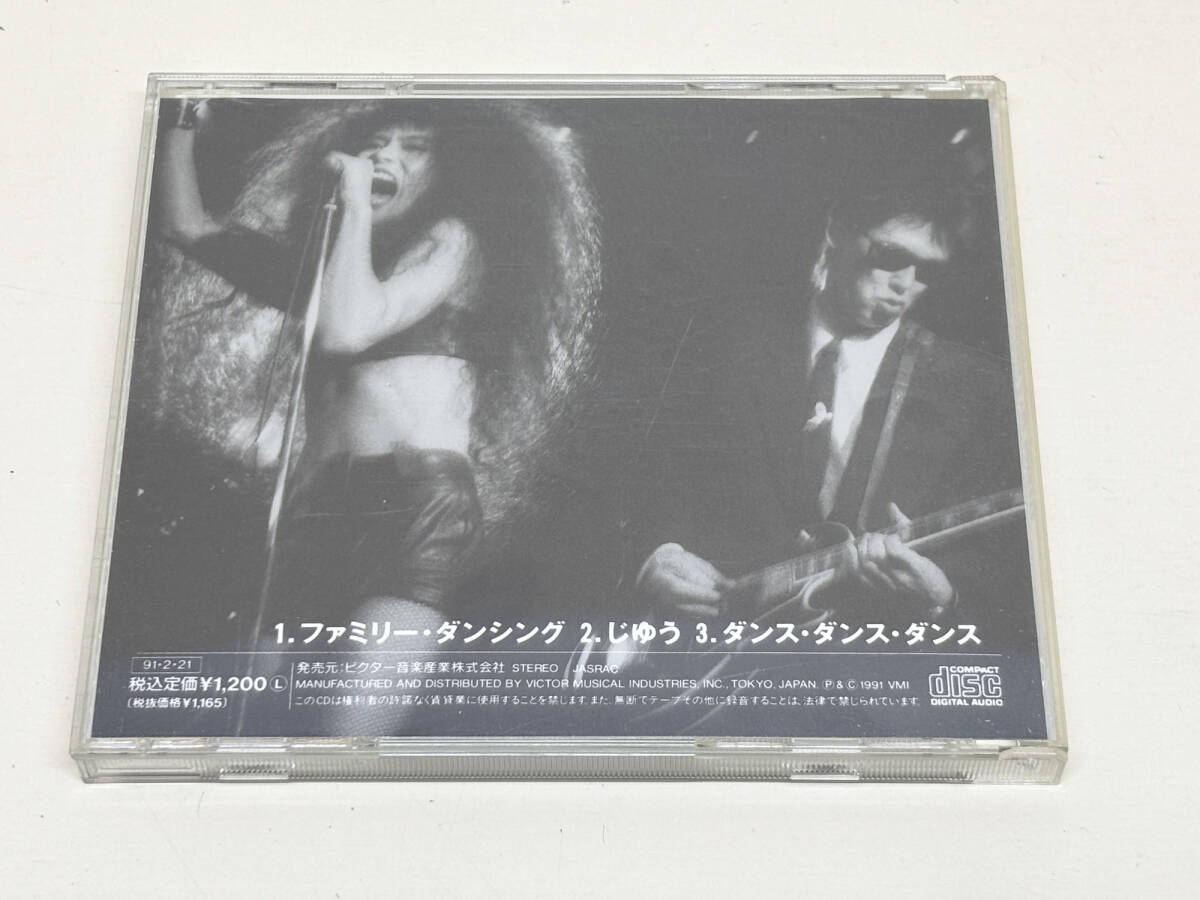 1.ファミリー・ダンシング 2.じゆう 3.ダンス・ダンス・ダンス
91・2・21
税込定価¥1,200 Ⓛ
(税抜価格¥1,165)
発売元:ビクター音楽産業株式会社 STEREO JASRAC
MANUFACTURED AND DISTRIBUTED BY VICTOR MUSICAL INDUSTRIES, INC., TOKYO, JAPAN. Ⓟ & © 1991 VMI
このCDは権利者の許諾なく賃貸業に使用することを禁じます。また、無断でテープその他に録音することは、法律で禁じられています。
COMPACT
disc
DIGITAL AUDIO